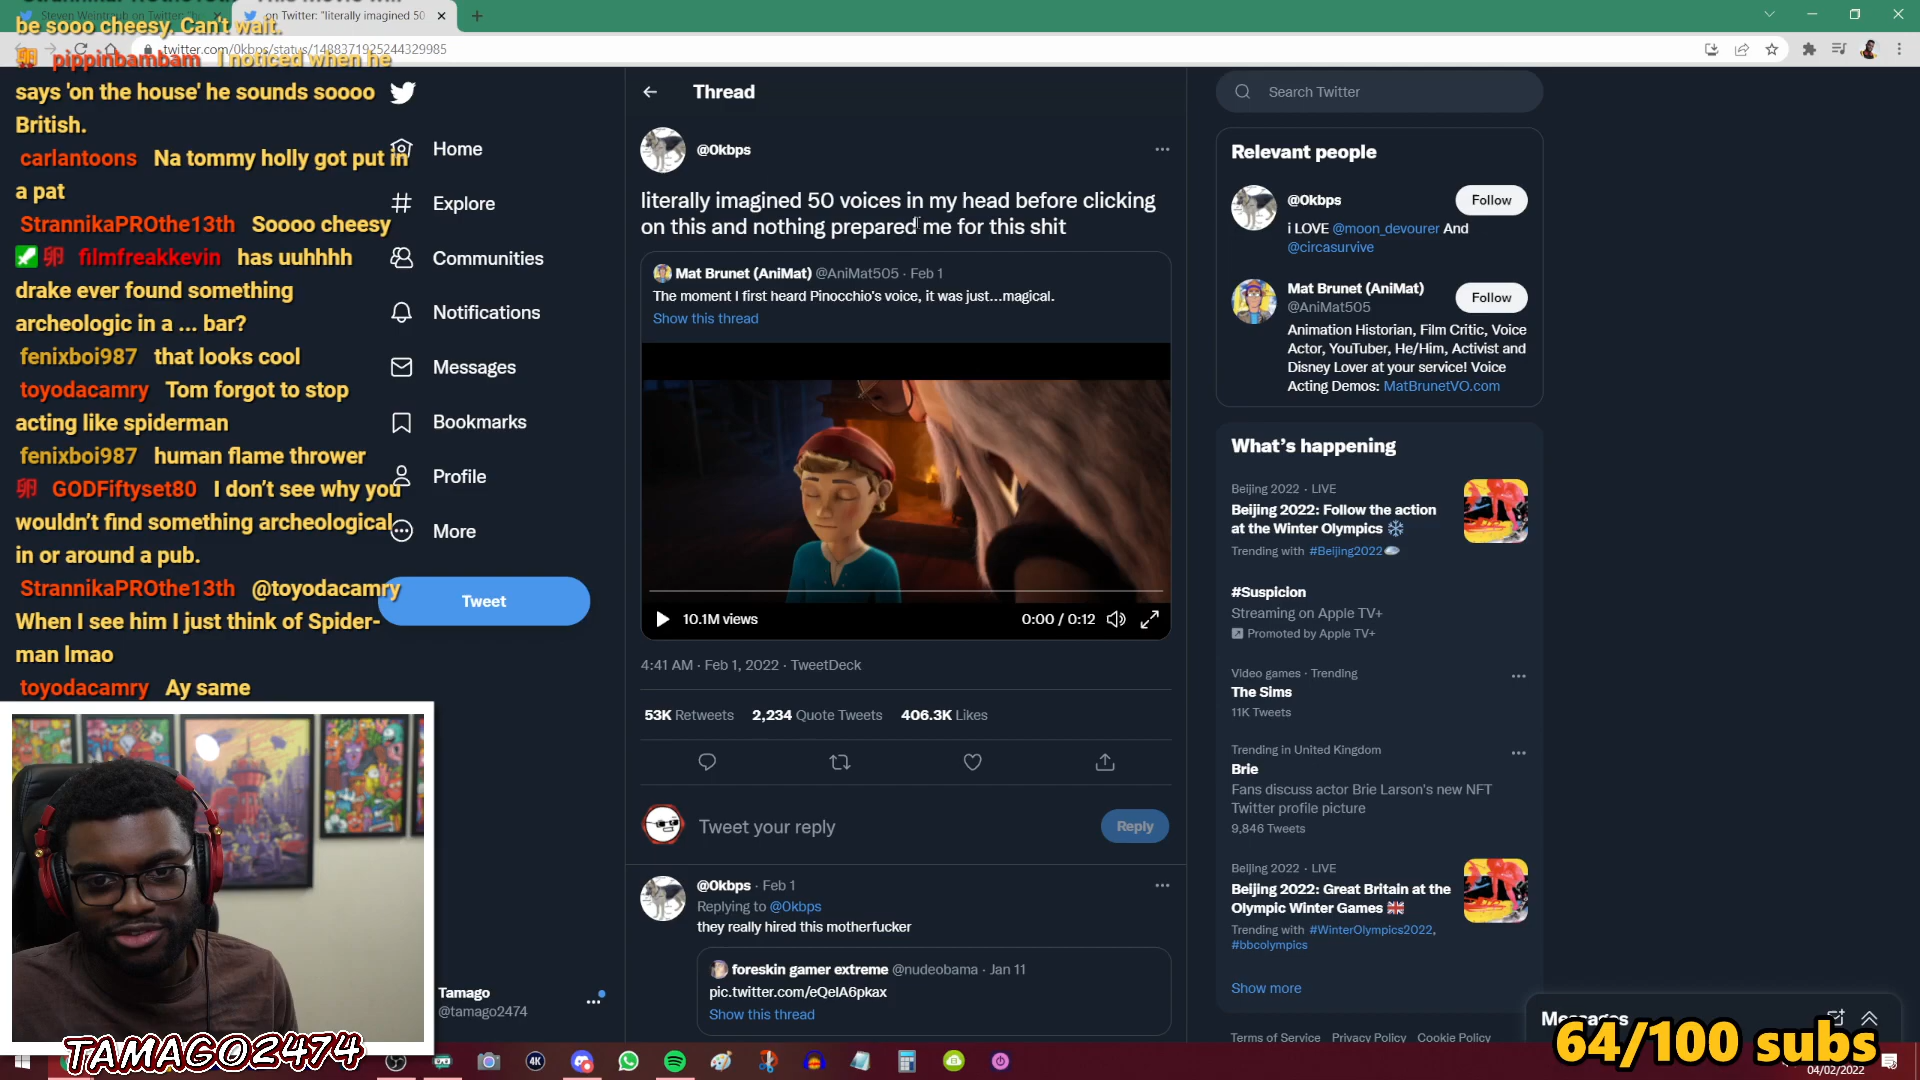 Steven Weintraub on Twitter:
on Twitter: "literally imagined 50
twitter.com/0kbps/status/1488371925244329985
be sooo cheesy. Can't wait.
pippinbambam I noticed when he
says 'on the house' he sounds soooo
British.
carlantoons Na tommy holly got put in
a pat
StrannikaPROthe13th Soooo cheesy
卵 filmfreakkevin has uuhhhh
drake ever found something
archeologic in a ... bar?
fenixboi987 that looks cool
toyodacamry Tom forgot to stop
acting like spiderman
fenixboi987 human flame thrower
卵 GODFiftyset80 I don't see why you
wouldn't find something archeological
in or around a pub.
StrannikaPROthe13th @toyodacamry
When I see him I just think of Spider-
man lmao
toyodacamry Ay same
TAMAGO2474
Home
Explore
Communities
Notifications
Messages
Bookmarks
Profile
More
Tweet
Tamago
@tamago2474
Thread
@0kbps
literally imagined 50 voices in my head before clicking
on this and nothing prepared me for this shit
Mat Brunet (AniMat) @AniMat505 · Feb 1
The moment I first heard Pinocchio's voice, it was just...magical.
Show this thread
10.1M views
0:00 / 0:12
4:41 AM · Feb 1, 2022 · TweetDeck
53K Retweets 2,234 Quote Tweets 406.3K Likes
Tweet your reply
Reply
@0kbps · Feb 1
Replying to @0kbps
they really hired this motherfucker
foreskin gamer extreme @nudeobama · Jan 11
pic.twitter.com/eQelA6pkax
Show this thread
Search Twitter
Relevant people
@0kbps
Follow
i LOVE @moon_devourer And
@circasurvive
Mat Brunet (AniMat)
@AniMat505
Follow
Animation Historian, Film Critic, Voice
Actor, YouTuber, He/Him, Activist and
Disney Lover at your service! Voice
Acting Demos: MatBrunetVO.com
What's happening
Beijing 2022 · LIVE
Beijing 2022: Follow the action
at the Winter Olympics
Trending with #Beijing2022
#Suspicion
Streaming on Apple TV+
Promoted by Apple TV+
Video games · Trending
The Sims
11K Tweets
Trending in United Kingdom
Brie
Fans discuss actor Brie Larson's new NFT
Twitter profile picture
9,846 Tweets
Beijing 2022 · LIVE
Beijing 2022: Great Britain at the
Olympic Winter Games
Trending with #WinterOlympics2022,
#bbcolympics
Show more
Terms of Service Privacy Policy Cookie Policy
Messages
64/100 subs
4K
04/02/2022